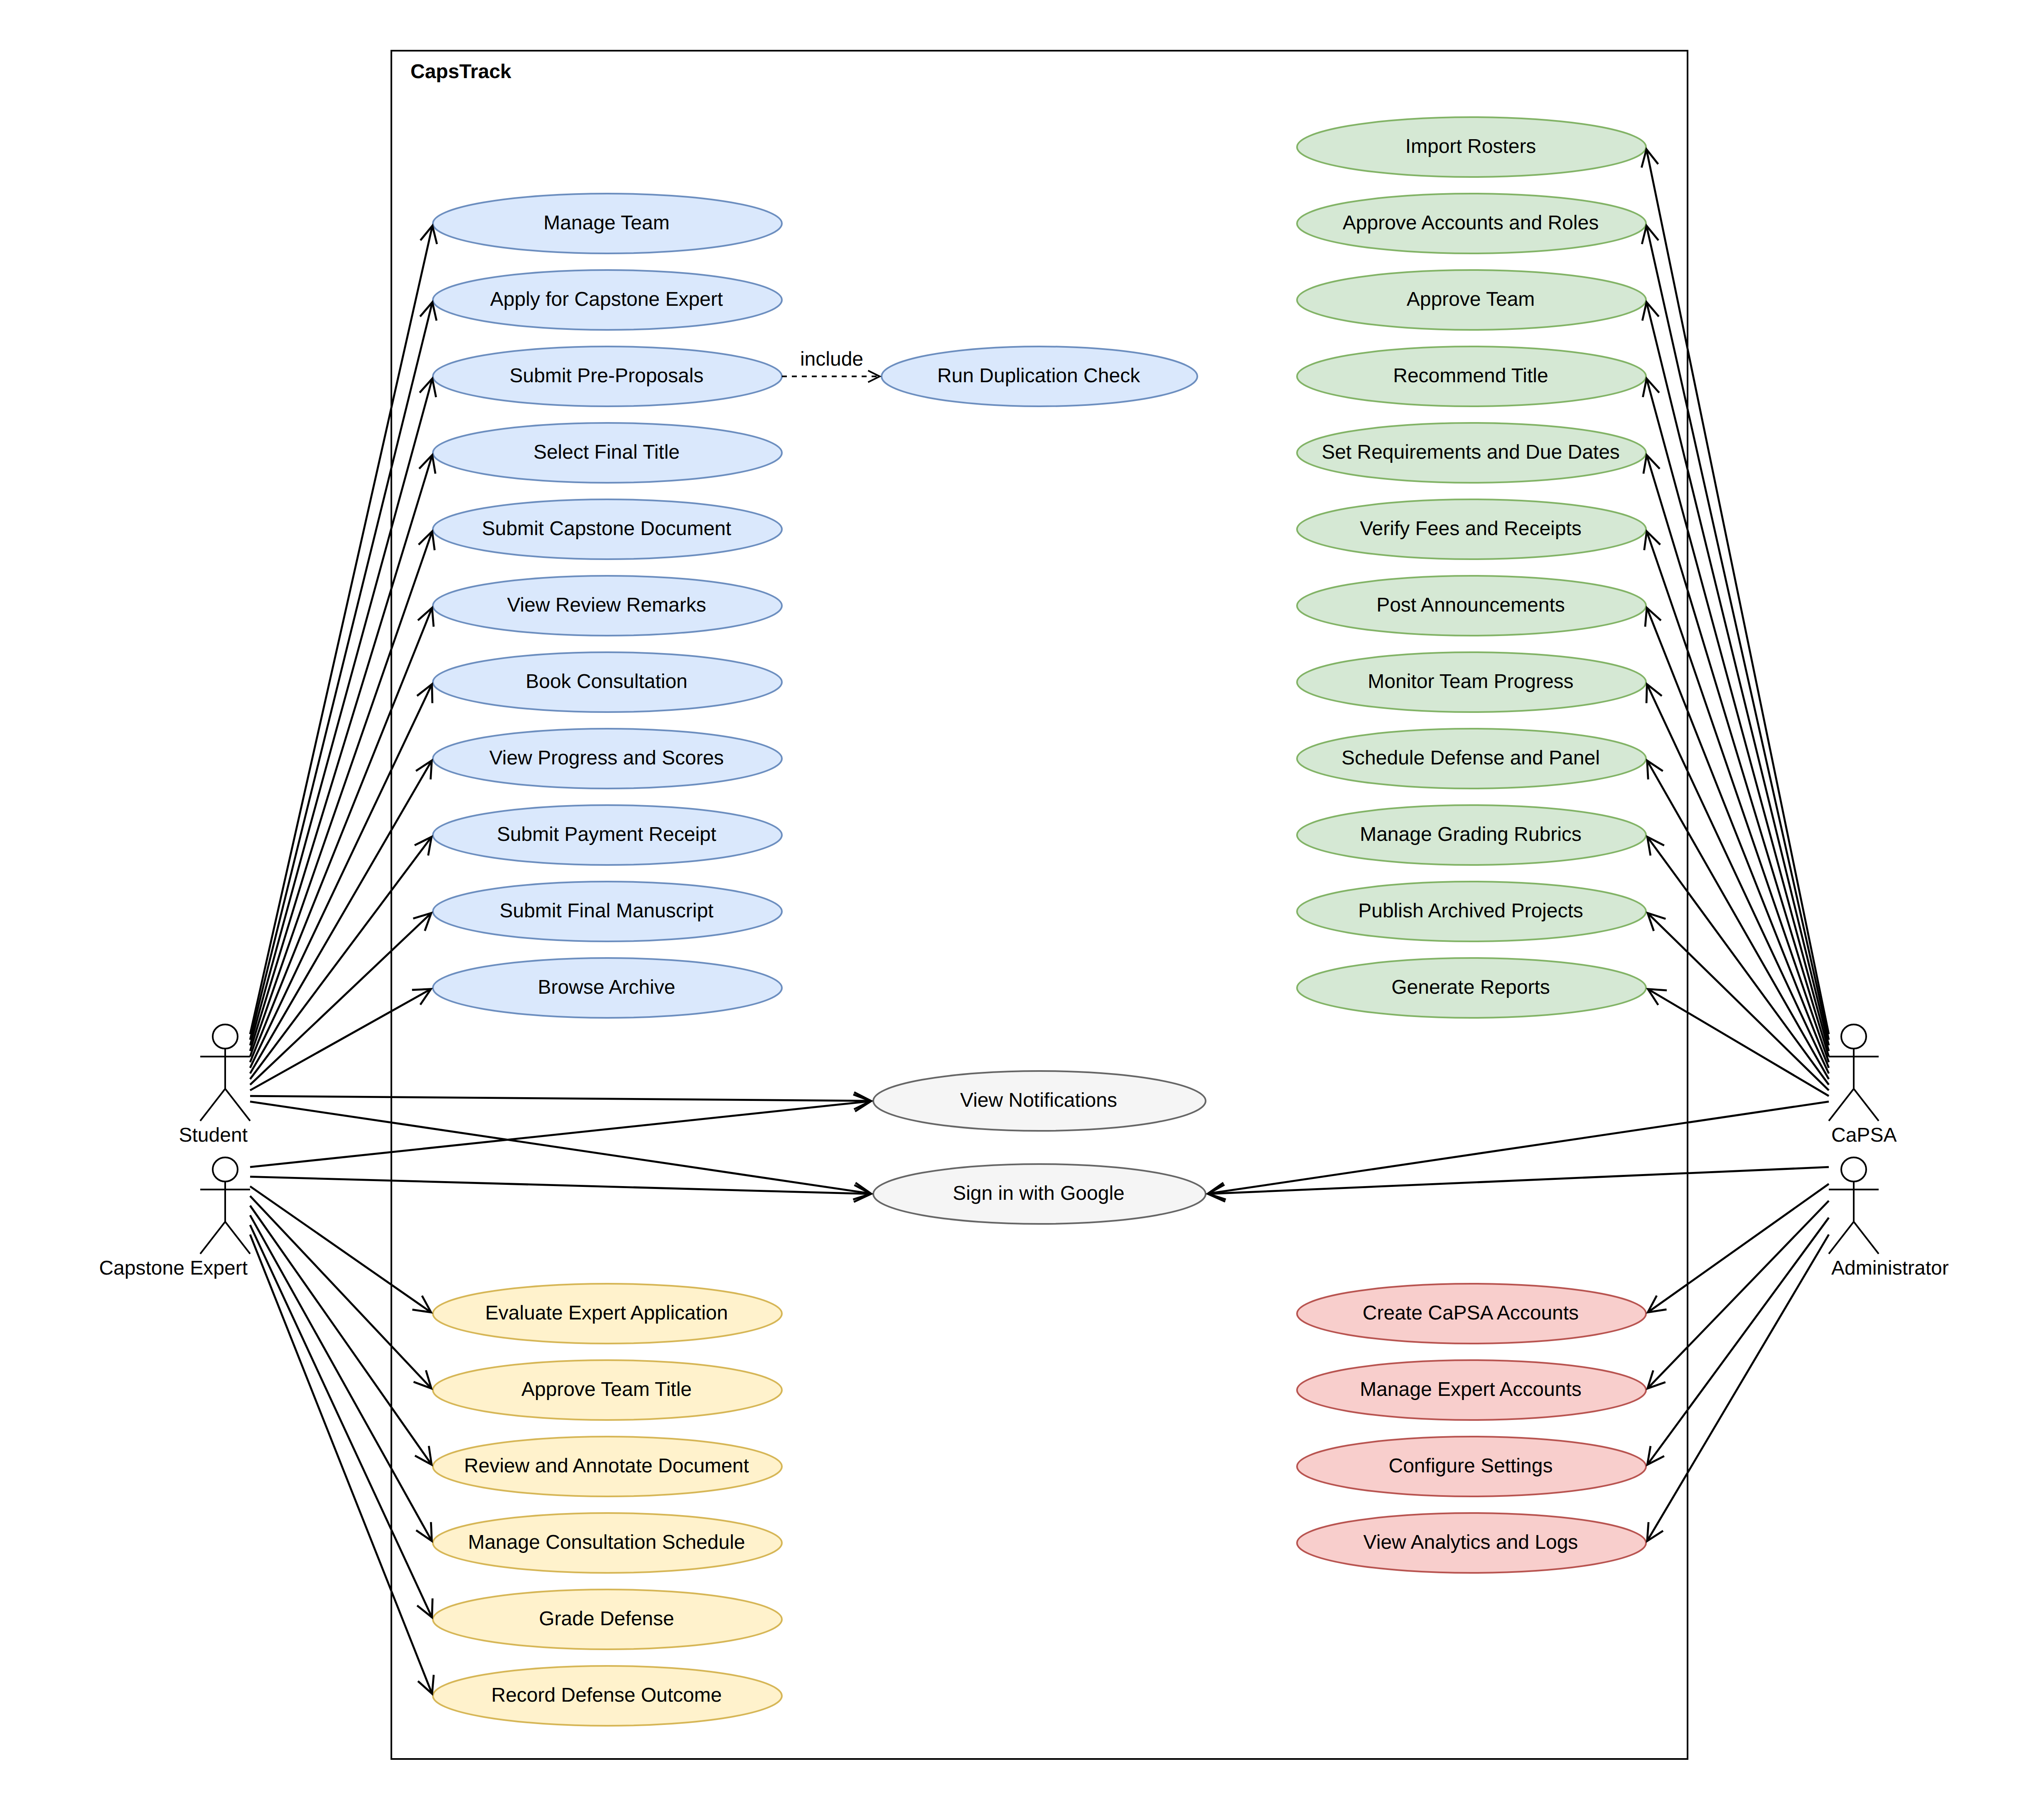 CapsTrack
Import Rosters
Manage Team
Approve Accounts and Roles
Apply for Capstone Expert
Approve Team
Submit Pre-Proposals
include
Run Duplication Check
Recommend Title
Select Final Title
Set Requirements and Due Dates
Submit Capstone Document
Verify Fees and Receipts
View Review Remarks
Post Announcements
Book Consultation
Monitor Team Progress
View Progress and Scores
Schedule Defense and Panel
Submit Payment Receipt
Manage Grading Rubrics
Submit Final Manuscript
Publish Archived Projects
Browse Archive
Generate Reports
View Notifications
Student
CaPSA
Sign in with Google
Capstone Expert
Administrator
Evaluate Expert Application
Create CaPSA Accounts
Approve Team Title
Manage Expert Accounts
Review and Annotate Document
Configure Settings
Manage Consultation Schedule
View Analytics and Logs
Grade Defense
Record Defense Outcome